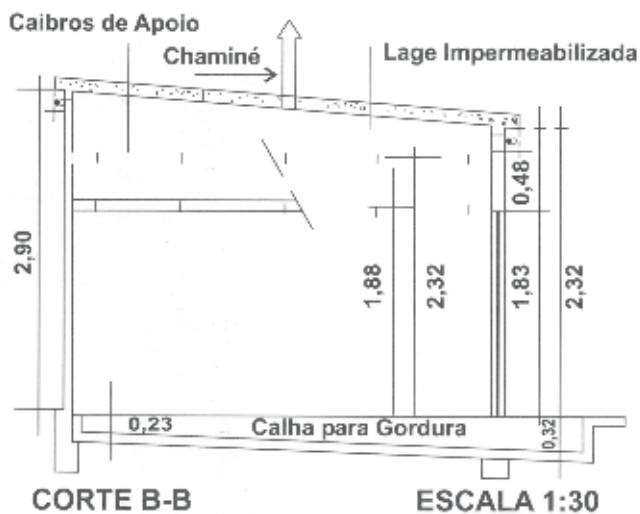 Caibros de Apoio
Chaminé
Lage Impermeabilizada
2,90
1,88
2,32
0,48
1,83
2,32
0,23
Calha para Gordura
0,32
CORTE B-B
ESCALA 1:30